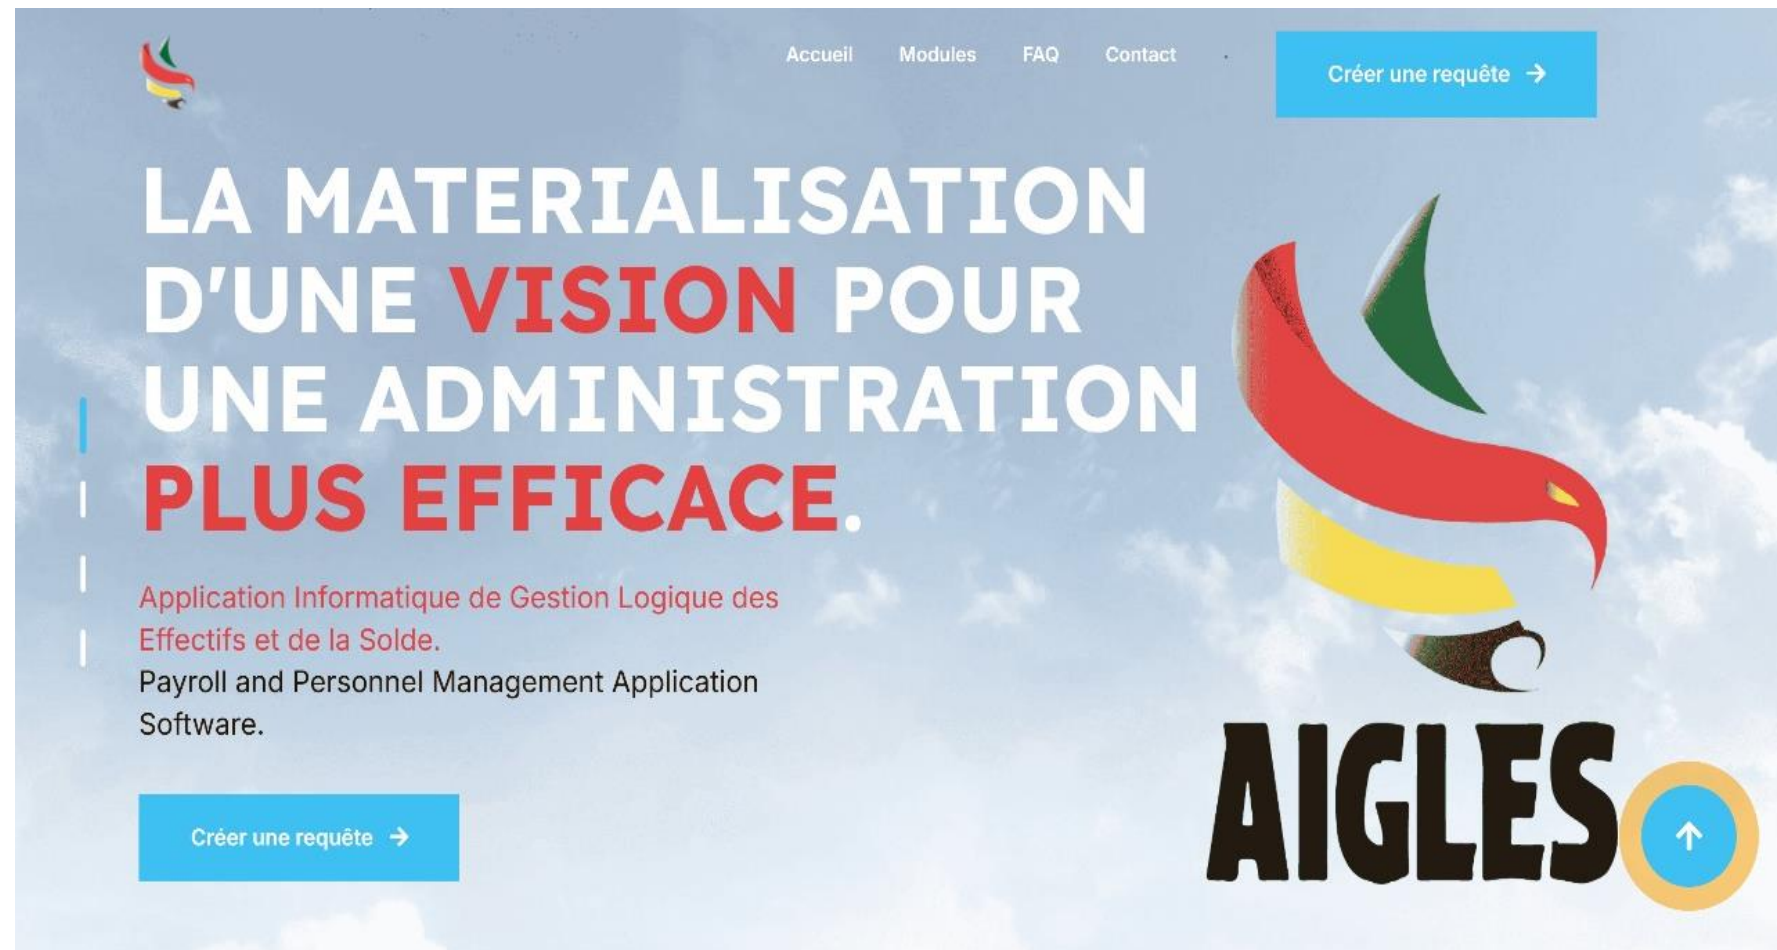 Accueil Modules FAQ Contact
Créer une requête →
LA MATERIALISATION
D'UNE VISION POUR
UNE ADMINISTRATION
PLUS EFFICACE.
Application Informatique de Gestion Logique des
Effectifs et de la Solde.
Payroll and Personnel Management Application
Software.
Créer une requête →
AIGLES